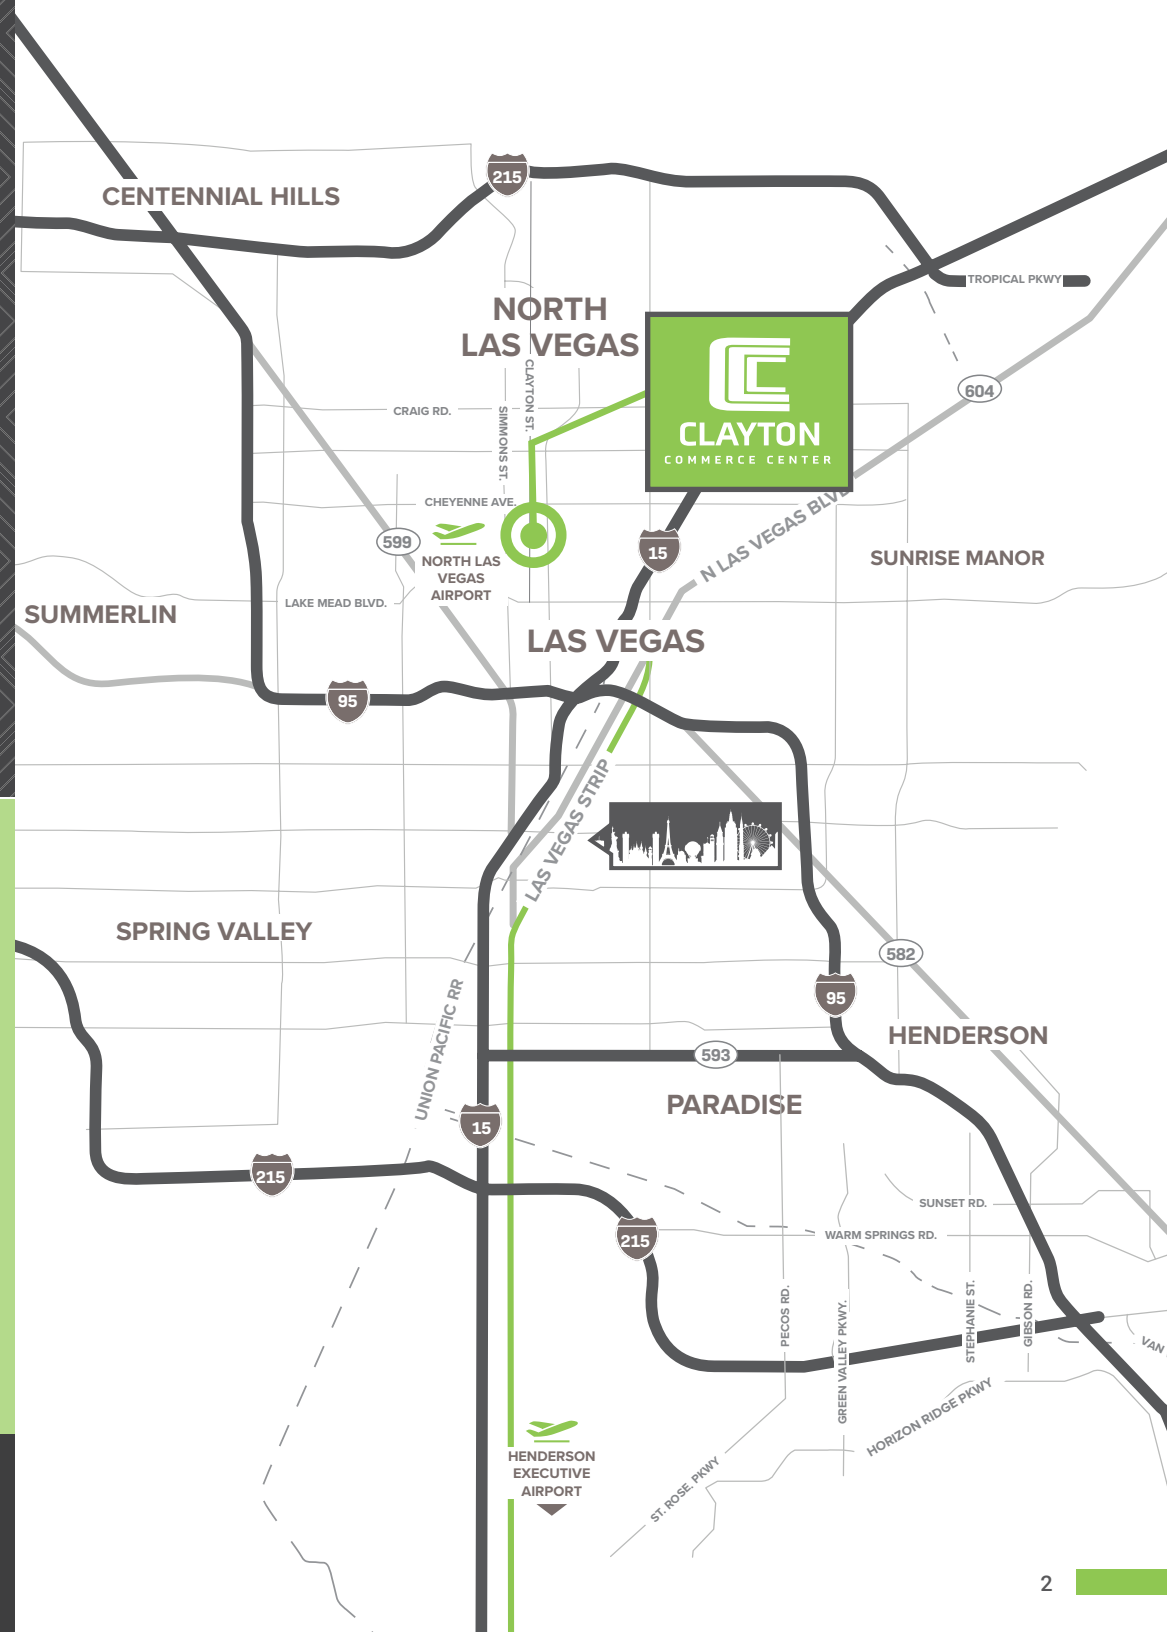 215
CENTENNIAL HILLS
TROPICAL PKWY
NORTH
LAS VEGAS
CLAYTON
COMMERCE CENTER
604
CLAYTON ST.
SIMMONS ST.
CRAIG RD.
CHEYENNE AVE.
599
NORTH LAS
VEGAS
AIRPORT
15
N LAS VEGAS BLVD
SUNRISE MANOR
LAKE MEAD BLVD.
SUMMERLIN
LAS VEGAS
95
LAS VEGAS STRIP
SPRING VALLEY
582
UNION PACIFIC RR
95
HENDERSON
593
PARADISE
15
215
SUNSET RD.
WARM SPRINGS RD.
215
PECOS RD.
GREEN VALLEY PKWY.
STEPHANIE ST.
GIBSON RD.
VAN
HORIZON RIDGE PKWY
HENDERSON
EXECUTIVE
AIRPORT
ST. ROSE. PKWY
2